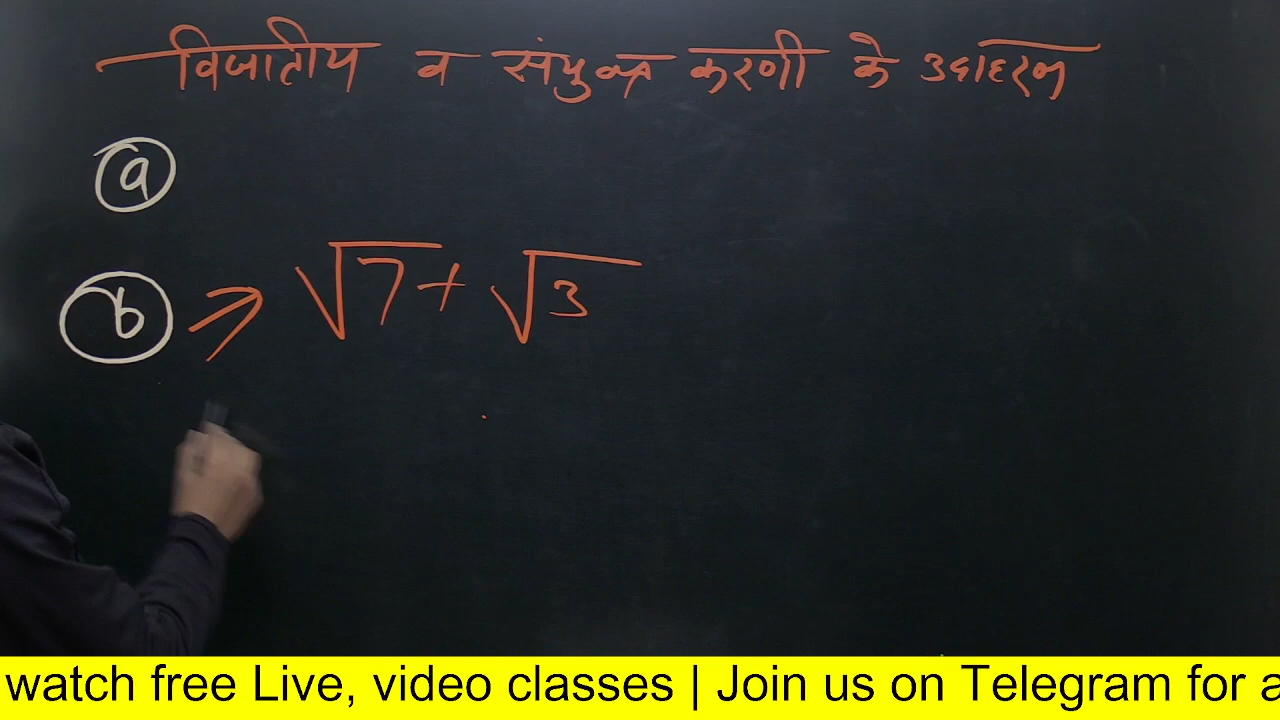 विजातीय व संयुक्त करणी के उदाहरण
a
b ⇒ √7 + √3
watch free Live, video classes | Join us on Telegram for a